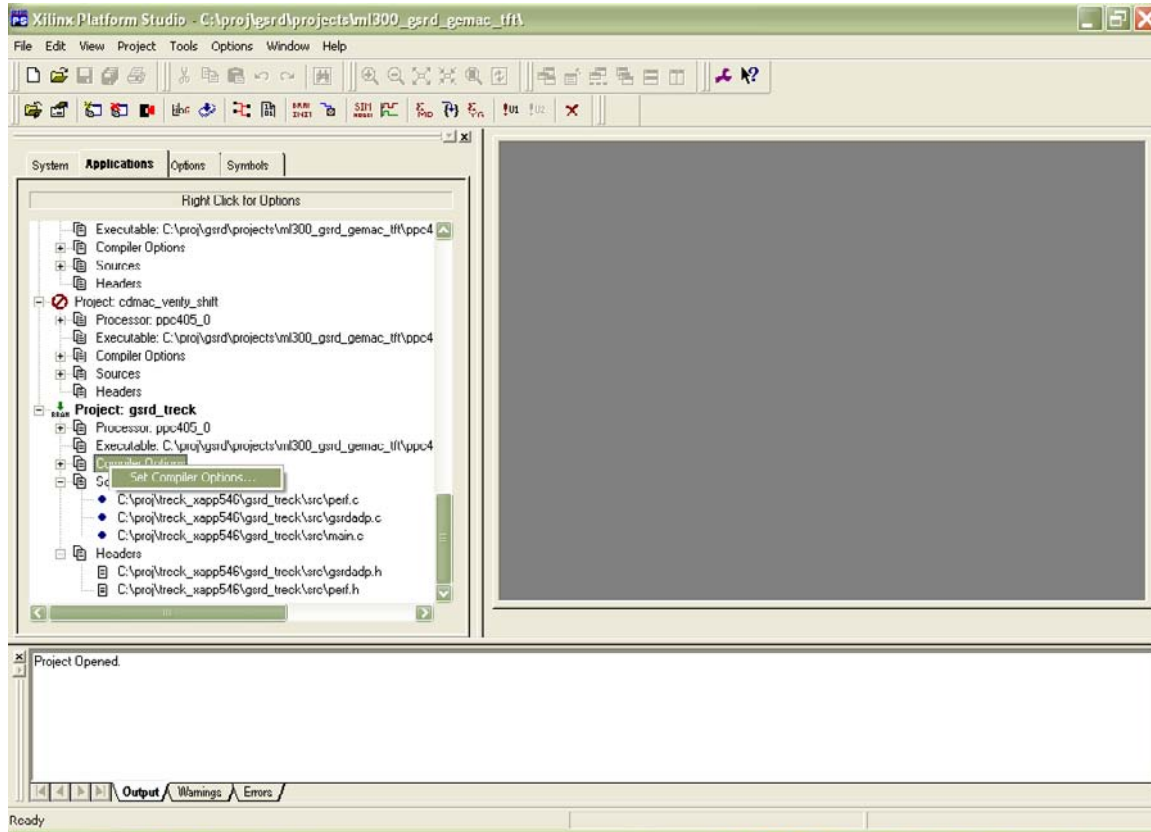 Xilinx Platform Studio - C:\proj\gsrd\projects\ml300_gsrd_gemac_tft\
File Edit View Project Tools Options Window Help
System Applications Options Symbols
Right Click for Options
Executable: C:\proj\gsrd\projects\ml300_gsrd_gemac_tft\ppc4
Compiler Options
Sources
Headers
Project: cdmac_verify_shift
Processor: ppc405_0
Executable: C:\proj\gsrd\projects\ml300_gsrd_gemac_tft\ppc4
Compiler Options
Sources
Headers
Project: gsrd_treck
Processor: ppc405_0
Executable: C:\proj\gsrd\projects\ml300_gsrd_gemac_tft\ppc4
Compiler Options
Set Compiler Options...
C:\proj\treck_xapp546\gsrd_treck\src\perf.c
C:\proj\treck_xapp546\gsrd_treck\src\gsrdadp.c
C:\proj\treck_xapp546\gsrd_treck\src\main.c
Headers
C:\proj\treck_xapp546\gsrd_treck\src\gsrdadp.h
C:\proj\treck_xapp546\gsrd_treck\src\perf.h
Project Opened.
Output Warnings Errors
Ready